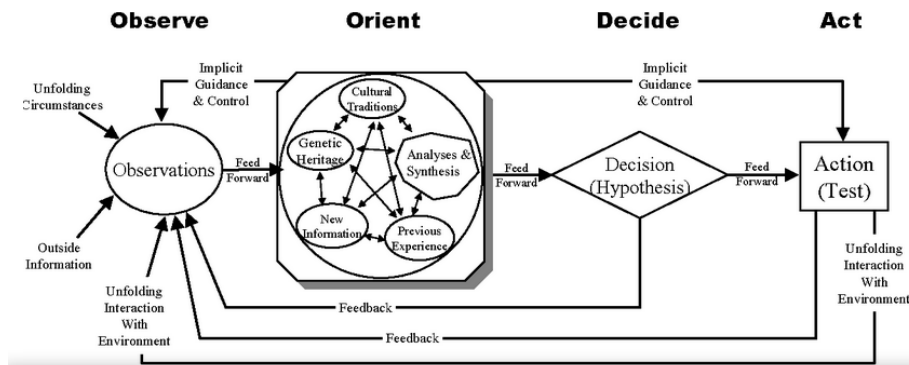 Observe
Orient
Decide
Act
Unfolding
Circumstances
Implicit
Guidance
& Control
Cultural
Traditions
Implicit
Guidance
& Control
Observations
Feed
Forward
Genetic
Heritage
Analyses &
Synthesis
Feed
Forward
Decision
(Hypothesis)
Feed
Forward
Action
(Test)
New
Information
Previous
Experience
Outside
Information
Unfolding
Interaction
With
Environment
Unfolding
Interaction
With
Environment
Feedback
Feedback